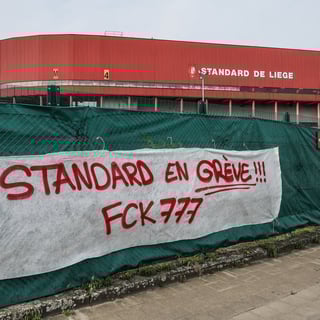 STANDARD DE LIEGE
STANDARD EN GRÈVE !!!
FCK 777